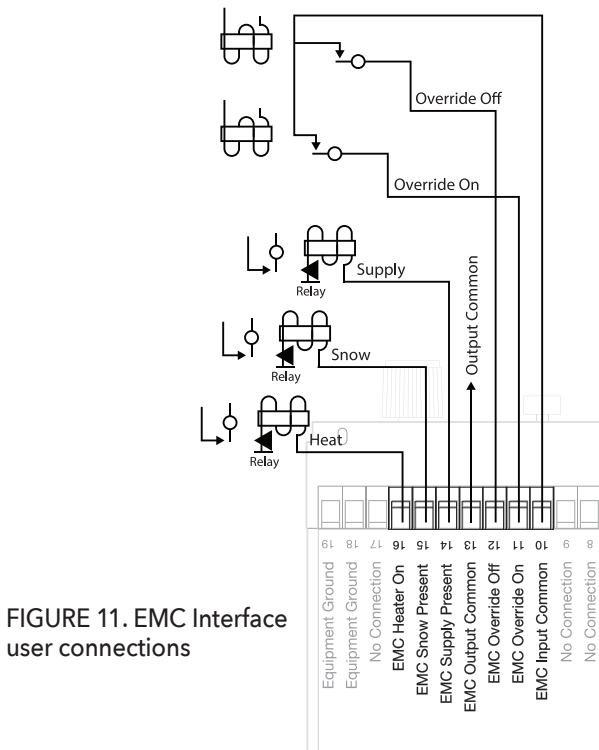 Override Off
Override On
Supply
Relay
Output Common
Snow
Relay
Heat
Relay
19
18
17
16
15
14
13
12
11
10
9
8
Equipment Ground
Equipment Ground
No Connection
EMC Heater On
EMC Snow Present
EMC Supply Present
EMC Output Common
EMC Override Off
EMC Override On
EMC Input Common
No Connection
No Connection
FIGURE 11. EMC Interface
user connections